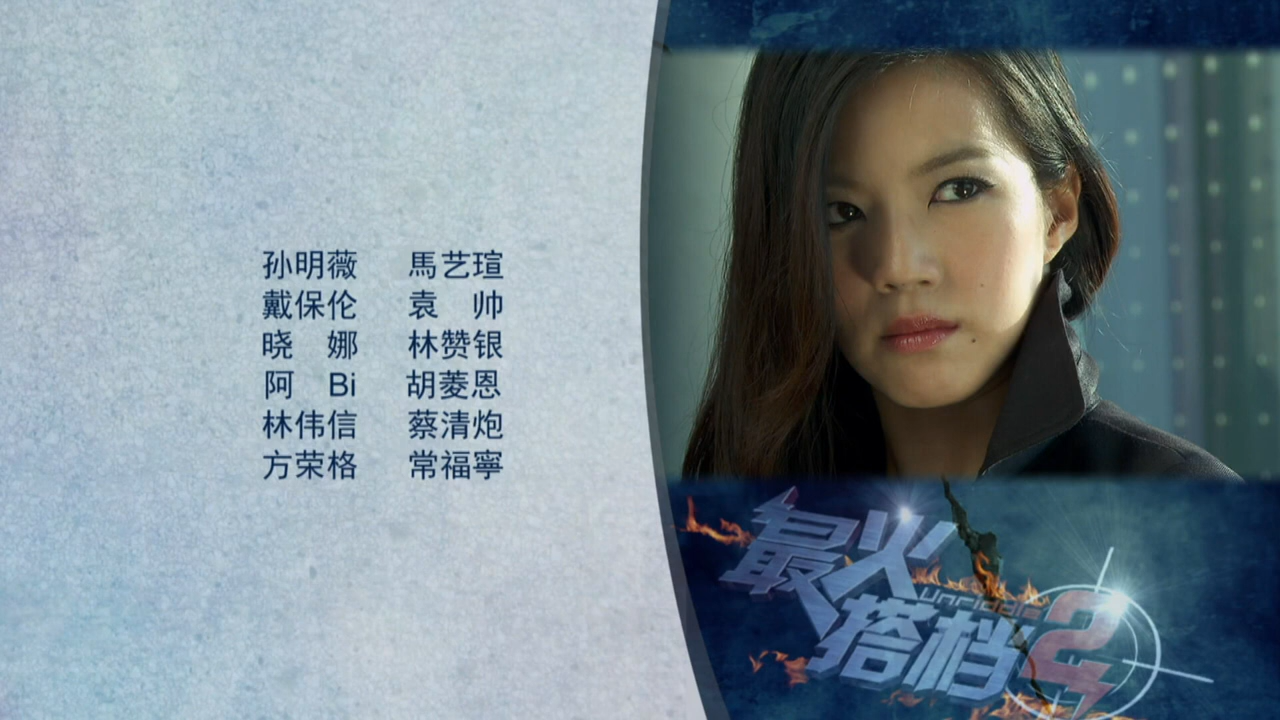 孙明薇 馬艺瑄
戴保伦 袁 帅
晓 娜 林赞银
阿 Bi 胡菱恩
林伟信 蔡清炮
方荣格 常福寧
最火
搭档2